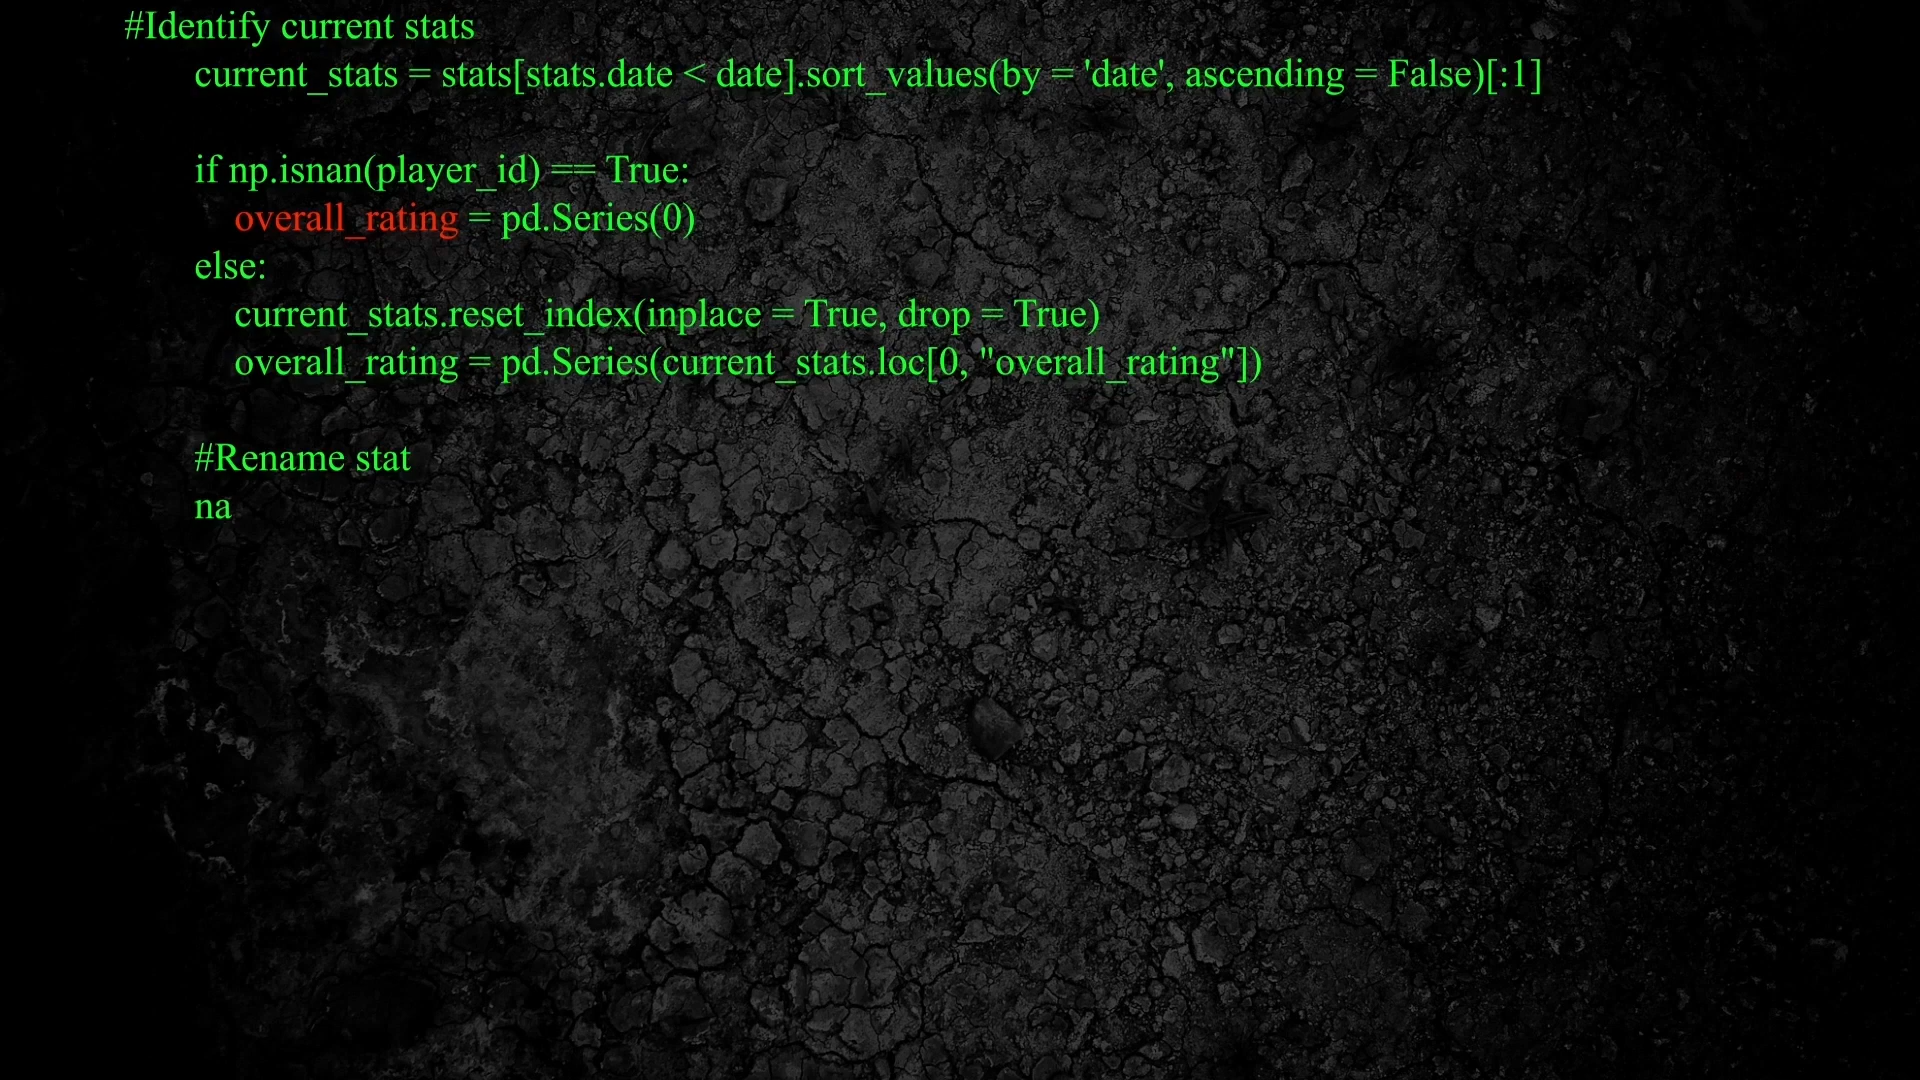 #Identify current stats
current_stats = stats[stats.date < date].sort_values(by = 'date', ascending = False)[:1]
if np.isnan(player_id) == True:
overall_rating = pd.Series(0)
else:
current_stats.reset_index(inplace = True, drop = True)
overall_rating = pd.Series(current_stats.loc[0, "overall_rating"])
#Rename stat
na